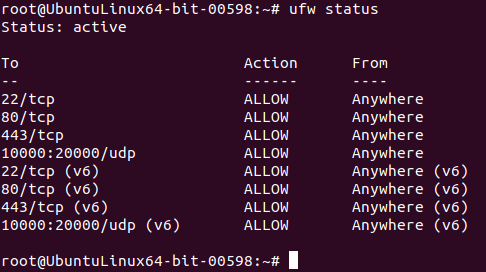 root@UbuntuLinux64-bit-00598:~# ufw status
Status: active

To                         Action      From
--                         ------      ----
22/tcp                     ALLOW       Anywhere
80/tcp                     ALLOW       Anywhere
443/tcp                    ALLOW       Anywhere
10000:20000/udp            ALLOW       Anywhere
22/tcp (v6)                ALLOW       Anywhere (v6)
80/tcp (v6)                ALLOW       Anywhere (v6)
443/tcp (v6)               ALLOW       Anywhere (v6)
10000:20000/udp (v6)       ALLOW       Anywhere (v6)

root@UbuntuLinux64-bit-00598:~#